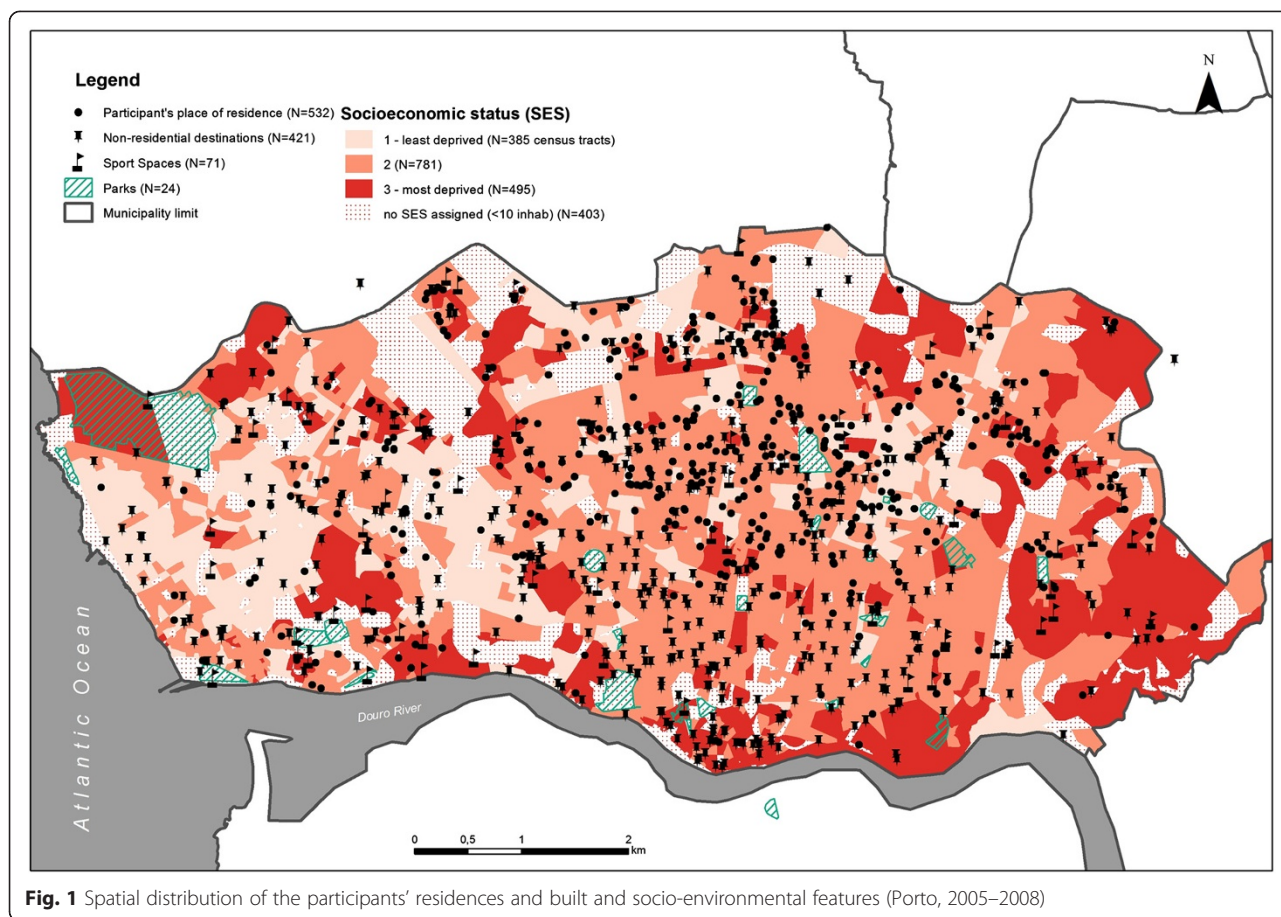 Legend
Participant's place of residence (N=532)
Non-residential destinations (N=421)
Sport Spaces (N=71)
Parks (N=24)
Municipality limit
Socioeconomic status (SES)
1 - least deprived (N=385 census tracts)
2 (N=781)
3 - most deprived (N=495)
no SES assigned (<10 inhab) (N=403)
N
Atlantic Ocean
Douro River
0 0,5 1 2
km
Fig. 1 Spatial distribution of the participants' residences and built and socio-environmental features (Porto, 2005–2008)